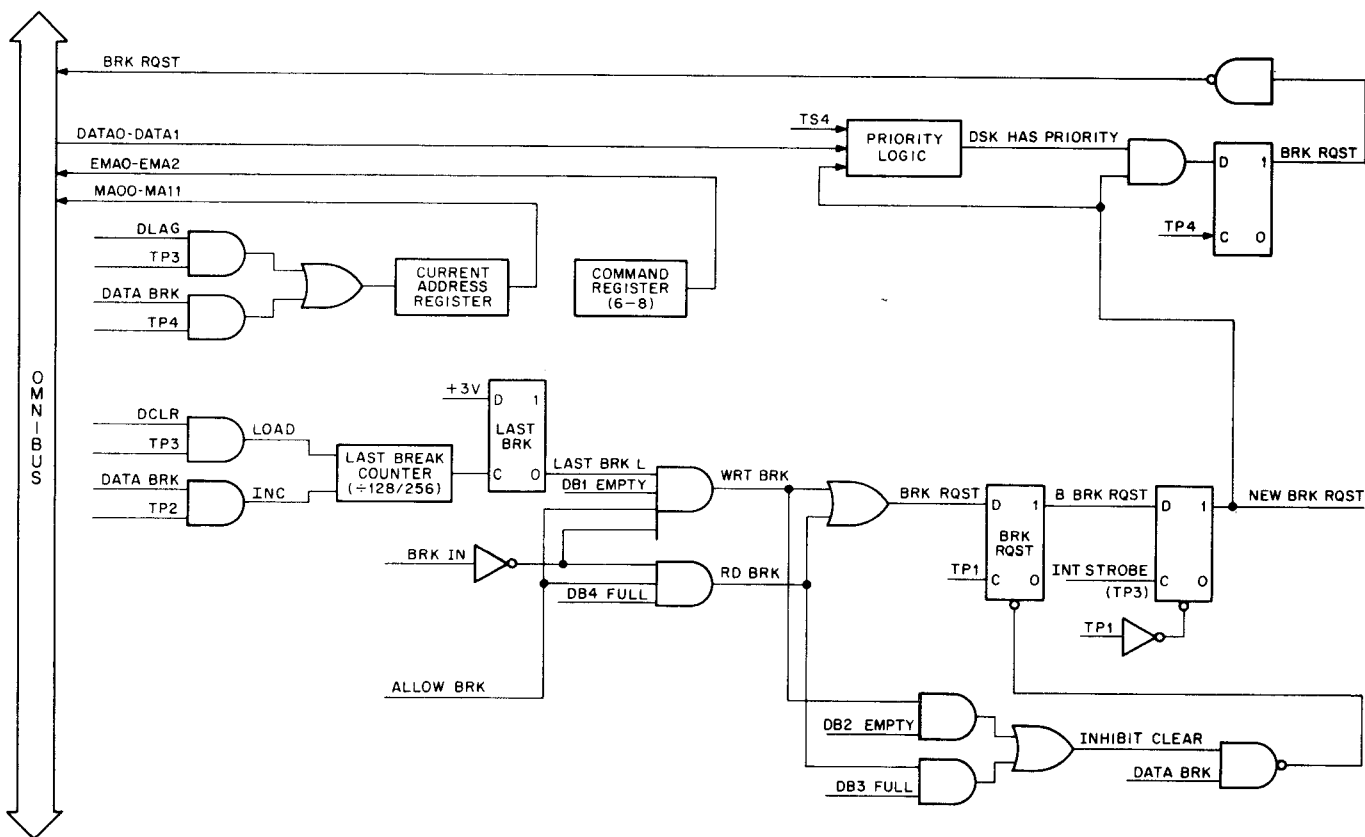 BRK RQST
DATA0-DATA1
EMA0-EMA2
MA00-MA11
TS4
PRIORITY
LOGIC
DSK HAS PRIORITY
D 1
BRK RQST
TP4
C 0
DLAG
TP3
DATA BRK
TP4
CURRENT
ADDRESS
REGISTER
COMMAND
REGISTER
(6-8)
OMNIBUS
DCLR
TP3
LOAD
DATA BRK
TP2
INC
LAST BREAK
COUNTER
(÷128/256)
+3V
D 1
LAST
BRK
C 0
LAST BRK L
DB1 EMPTY
WRT BRK
BRK IN
DB4 FULL
RD BRK
ALLOW BRK
BRK RQST
D 1
BRK
RQST
TP1
C 0
B BRK RQST
D 1
INT STROBE
(TP3)
C 0
TP1
NEW BRK RQST
DB2 EMPTY
DB3 FULL
INHIBIT CLEAR
DATA BRK